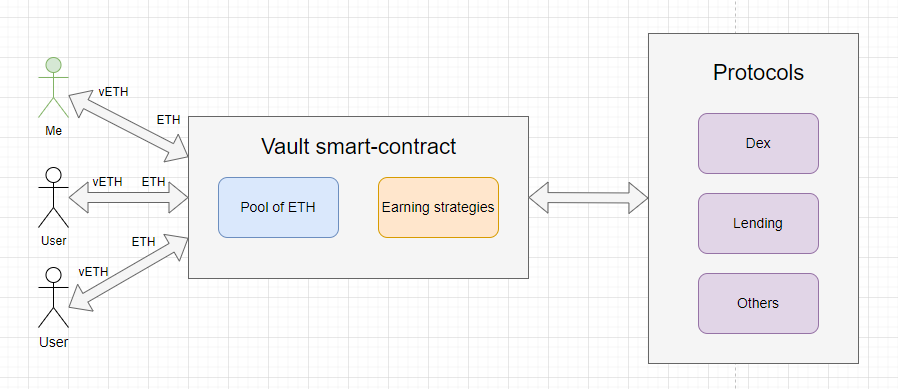 Protocols
vETH
ETH
Me
Vault smart-contract
Dex
vETH ETH
Pool of ETH
Earning strategies
User
Lending
ETH
vETH
Others
User